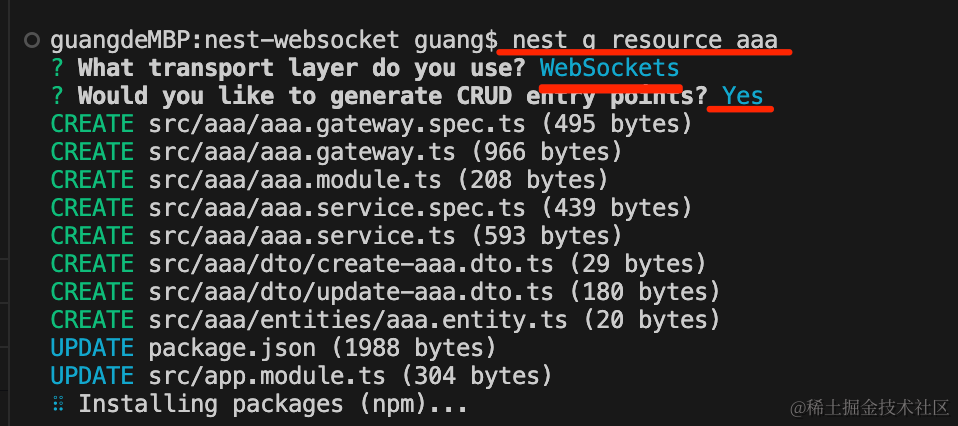 guangdeMBP:nest-websocket guang$ nest g resource aaa
? What transport layer do you use? WebSockets
? Would you like to generate CRUD entry points? Yes
CREATE src/aaa/aaa.gateway.spec.ts (495 bytes)
CREATE src/aaa/aaa.gateway.ts (966 bytes)
CREATE src/aaa/aaa.module.ts (208 bytes)
CREATE src/aaa/aaa.service.spec.ts (439 bytes)
CREATE src/aaa/aaa.service.ts (593 bytes)
CREATE src/aaa/dto/create-aaa.dto.ts (29 bytes)
CREATE src/aaa/dto/update-aaa.dto.ts (180 bytes)
CREATE src/aaa/entities/aaa.entity.ts (20 bytes)
UPDATE package.json (1988 bytes)
UPDATE src/app.module.ts (304 bytes)
Installing packages (npm)...
@稀土掘金技术社区